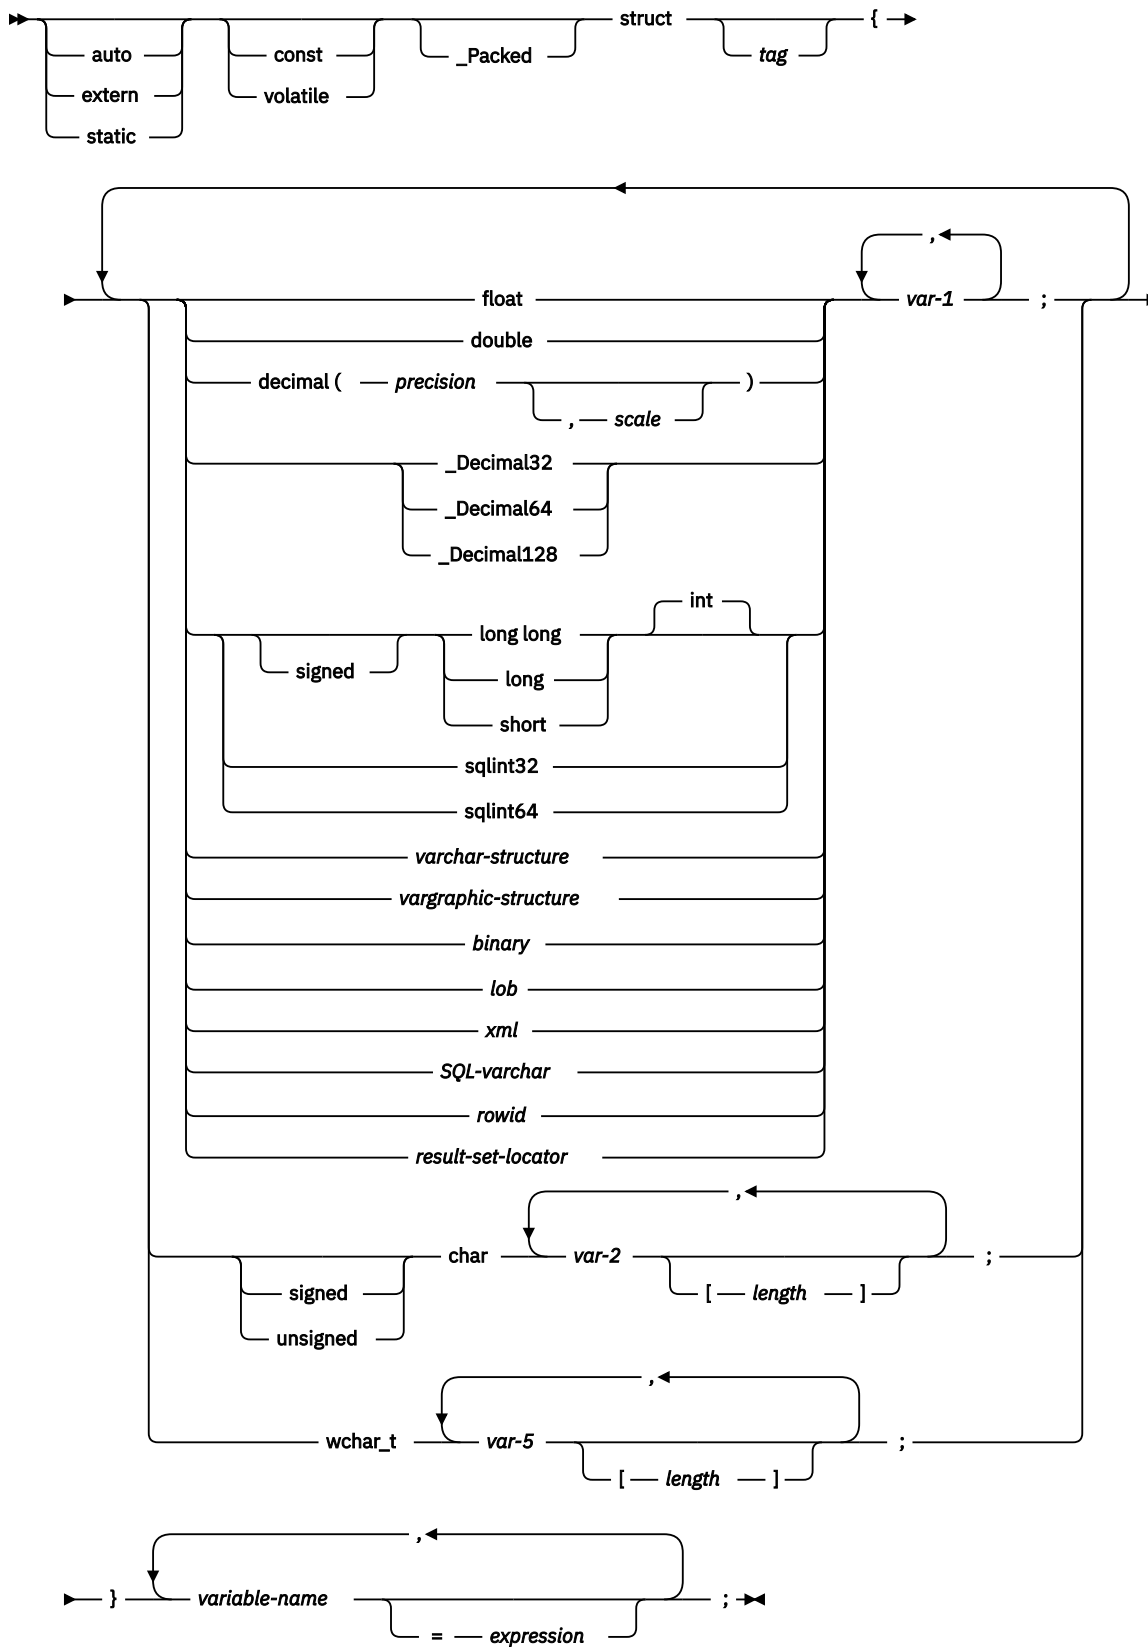 struct {
auto const _Packed tag
extern volatile
static
,
float var-1 ;
double
decimal ( precision )
, scale
_Decimal32
_Decimal64
_Decimal128
int
long long
signed
long
short
sqlint32
sqlint64
varchar-structure
vargraphic-structure
binary
lob
xml
SQL-varchar
rowid
result-set-locator
,
char var-2 ;
signed [ length ]
unsigned
,
wchar_t var-5 ;
[ length ]
,
} variable-name ;
= expression